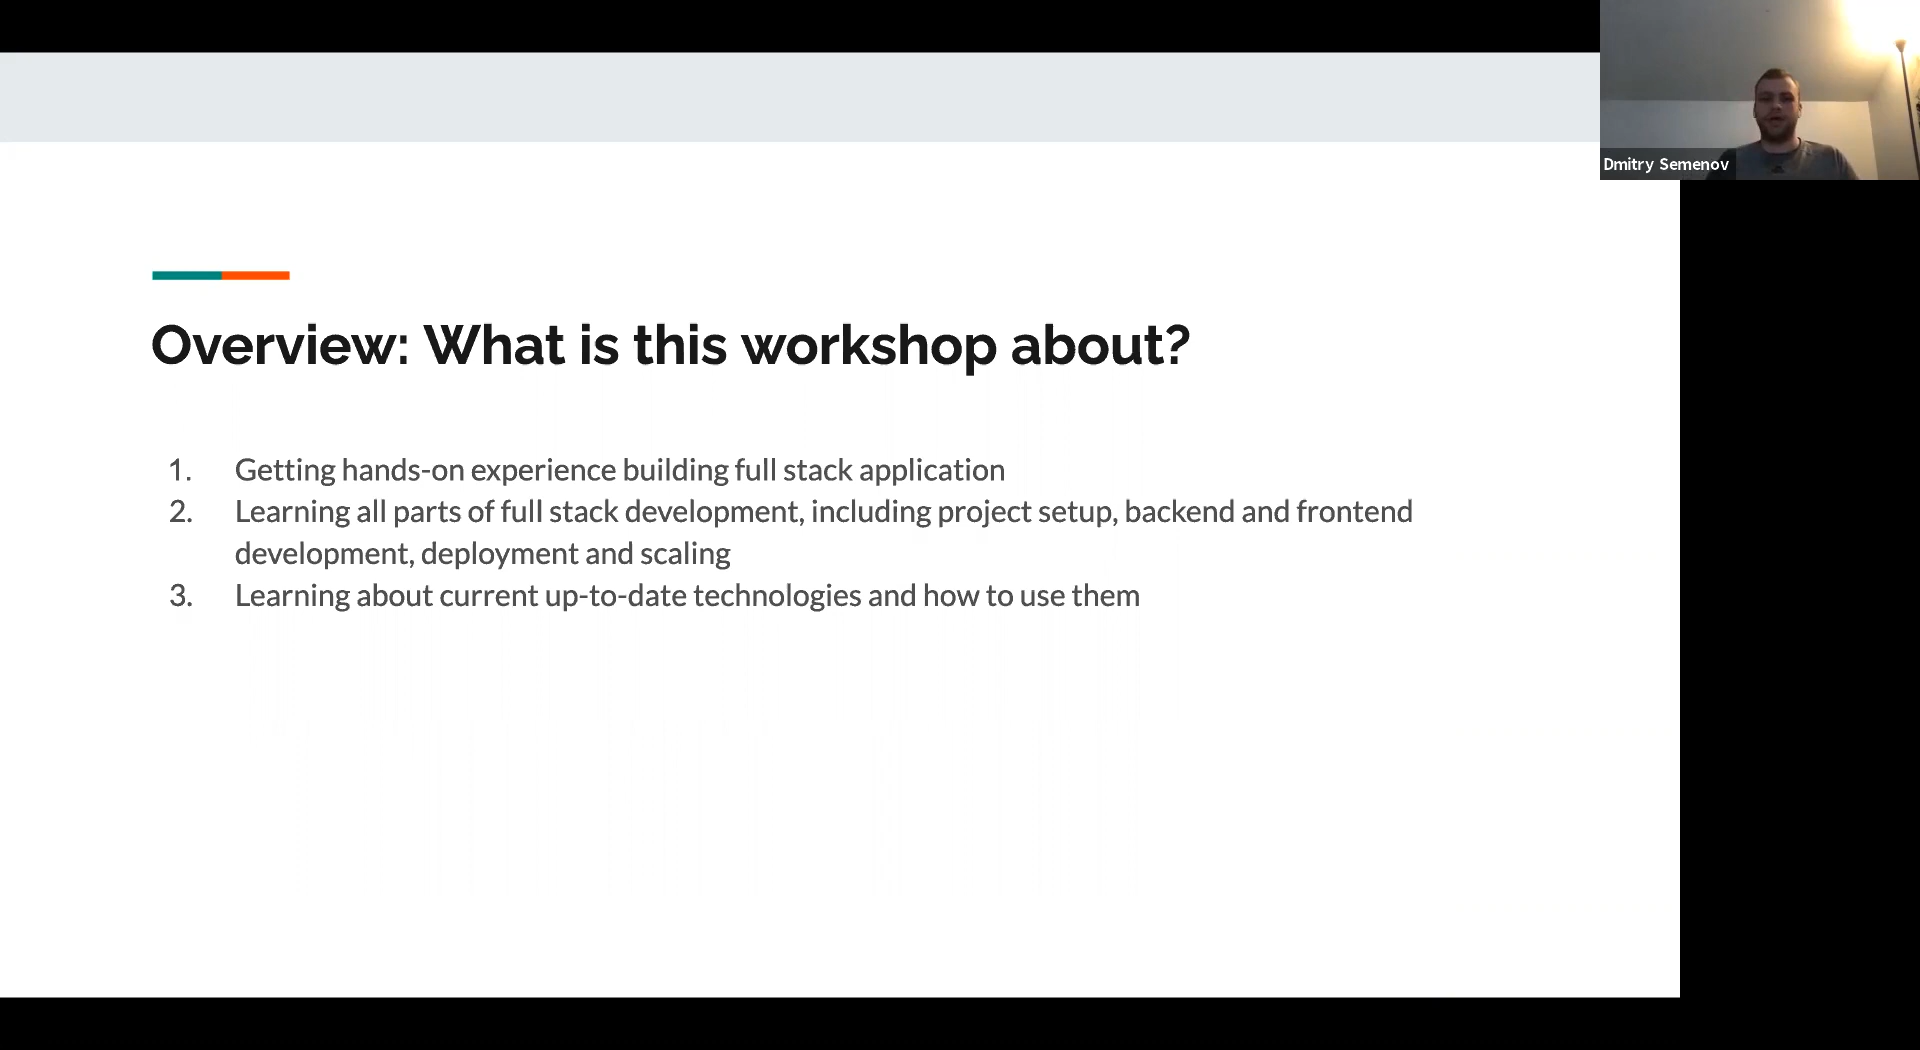 Dmitry Semenov
Overview: What is this workshop about?
1. Getting hands-on experience building full stack application
2. Learning all parts of full stack development, including project setup, backend and frontend
development, deployment and scaling
3. Learning about current up-to-date technologies and how to use them